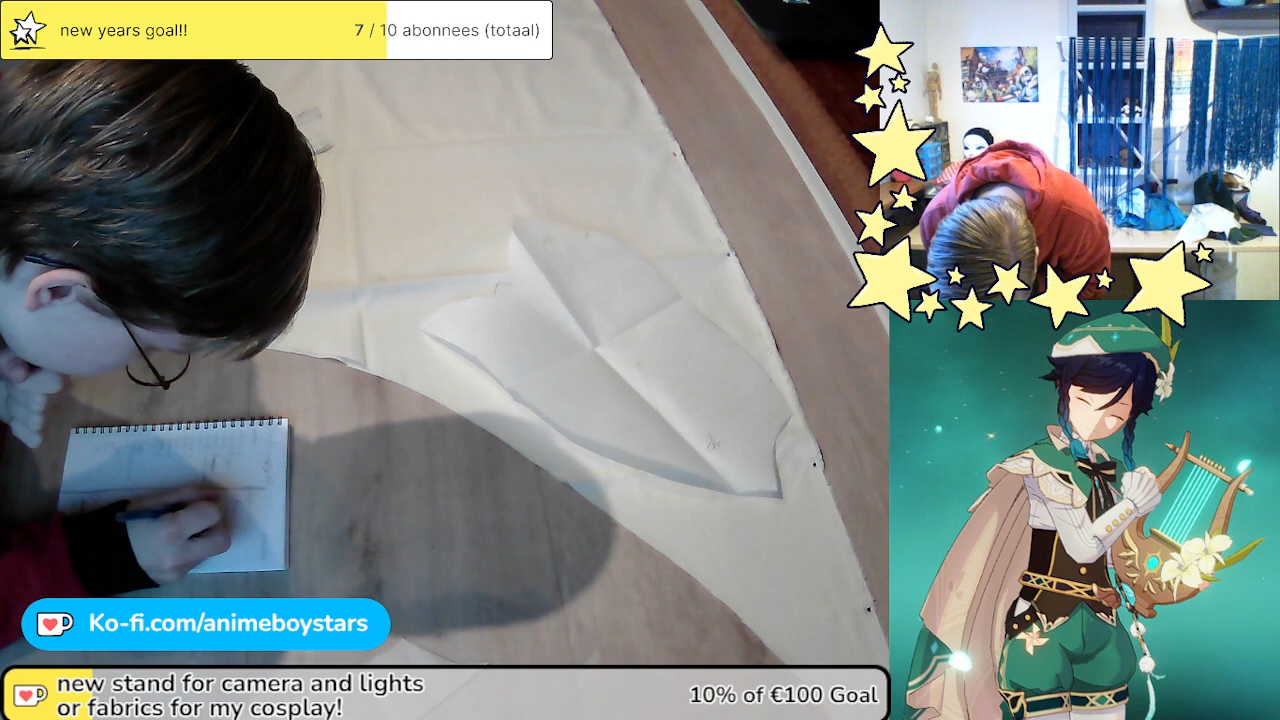 new years goal!! 7 / 10 abonnees (totaal)
Ko-fi.com/animeboystars
new stand for camera and lights
or fabrics for my cosplay!
10% of €100 Goal